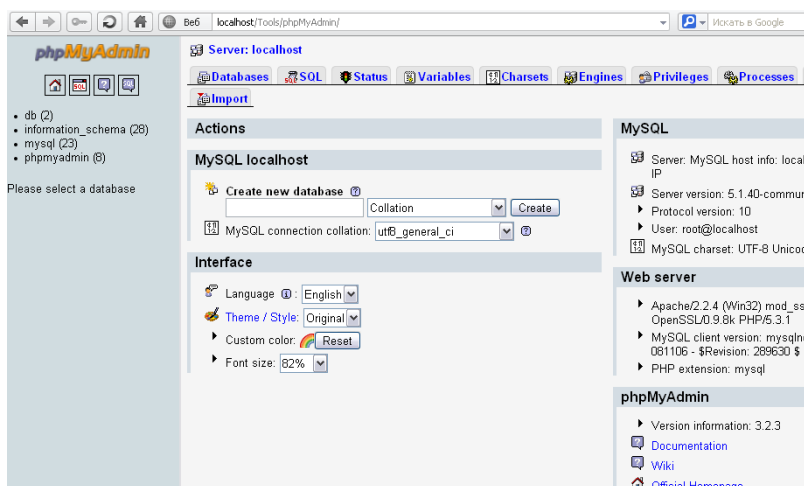 Веб
localhost/Tools/phpMyAdmin/
Искать в Google
phpMyAdmin
SQL
db (2)
information_schema (28)
mysql (23)
phpmyadmin (8)
Please select a database
Server: localhost
Databases SQL Status Variables Charsets Engines Privileges Processes
Import
Actions
MySQL localhost
Create new database
Collation Create
MySQL connection collation: utf8_general_ci
Interface
Language : English
Theme / Style: Original
Custom color: Reset
Font size: 82%
MySQL
Server: MySQL host info: local
IP
Server version: 5.1.40-commun
Protocol version: 10
User: root@localhost
MySQL charset: UTF-8 Unicod
Web server
Apache/2.2.4 (Win32) mod_ss
OpenSSL/0.9.8k PHP/5.3.1
MySQL client version: mysqln
081106 - $Revision: 289630 $
PHP extension: mysql
phpMyAdmin
Version information: 3.2.3
Documentation
Wiki
Official Homepage